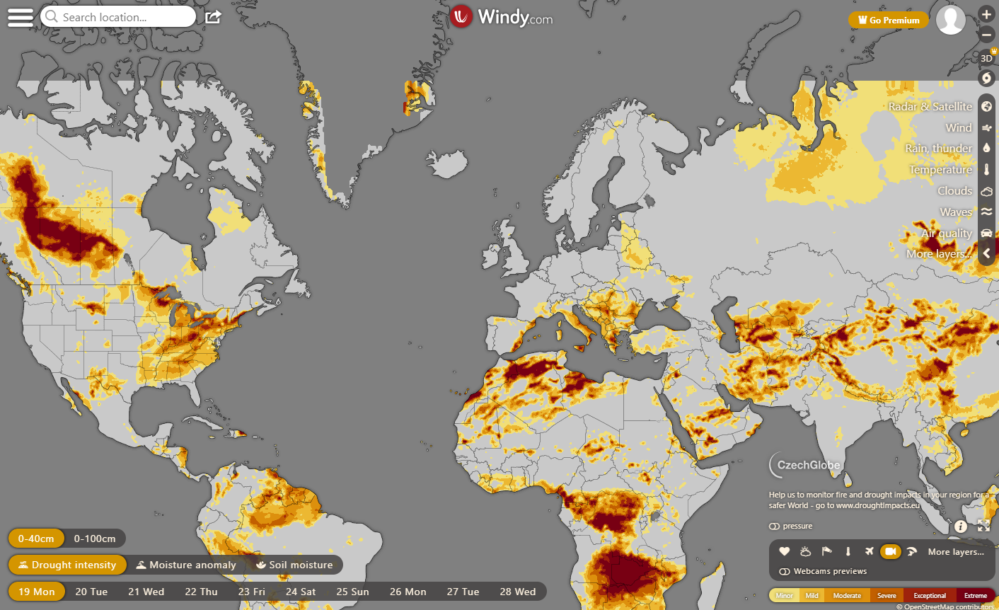 Search location...
Windy.com
Go Premium
+
−
3D
Radar & Satellite
Wind
Rain, thunder
Temperature
Clouds
Waves
Air quality
More layers...
CzechGlobe
Help us to monitor fire and drought impacts in your region for a
safer World - go to www.droughtimpacts.eu
pressure
i
0-40cm 0-100cm
Drought intensity Moisture anomaly Soil moisture
19 Mon 20 Tue 21 Wed 22 Thu 23 Fri 24 Sat 25 Sun 26 Mon 27 Tue 28 Wed
More layers...
Webcams previews
Minor Mild Moderate Severe Exceptional Extreme
© OpenStreetMap contributors